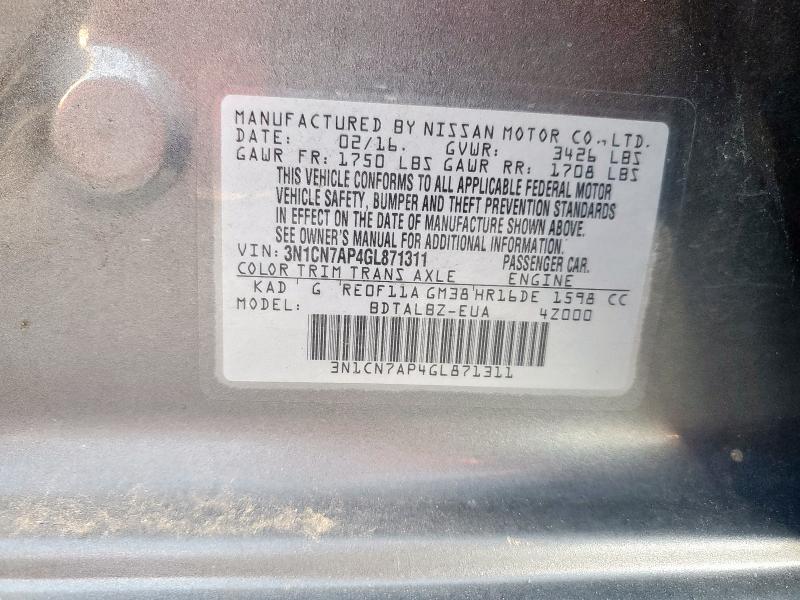 MANUFACTURED BY NISSAN MOTOR CO., LTD.
DATE: 02/16. GVWR: 3426 LBS
GAWR FR: 1750 LBS GAWR RR: 1708 LBS
THIS VEHICLE CONFORMS TO ALL APPLICABLE FEDERAL MOTOR
VEHICLE SAFETY, BUMPER AND THEFT PREVENTION STANDARDS
IN EFFECT ON THE DATE OF MANUFACTURE SHOWN ABOVE.
SEE OWNER'S MANUAL FOR ADDITIONAL INFORMATION.
VIN: 3N1CN7AP4GL871311 PASSENGER CAR.
COLOR TRIM TRANS AXLE ENGINE
KAD G RE0F11A GM38 HR16DE 1598 CC
MODEL: BDTALBZ-EUA 4Z000
3N1CN7AP4GL871311